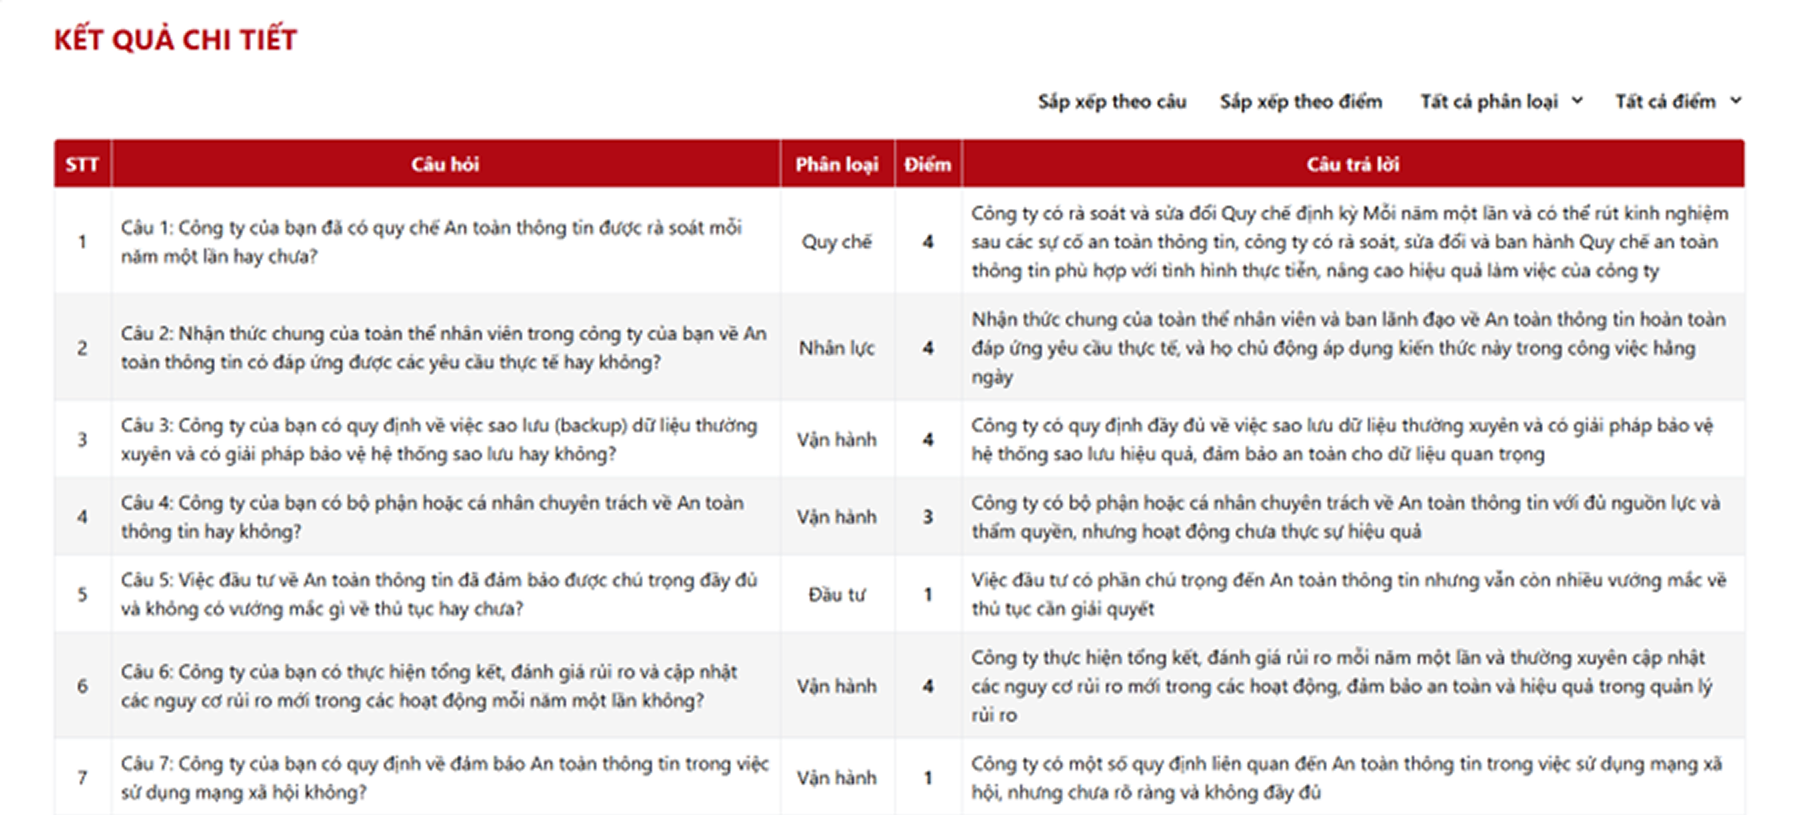 KẾT QUẢ CHI TIẾT
Sắp xếp theo câu Sắp xếp theo điểm Tất cả phân loại Tất cả điểm
STT Câu hỏi Phân loại Điểm Câu trả lời
1
Câu 1: Công ty của bạn đã có quy chế An toàn thông tin được rà soát mỗi
năm một lần hay chưa?
Quy chế
4
Công ty có rà soát và sửa đổi Quy chế định kỳ Mỗi năm một lần và có thể rút kinh nghiệm
sau các sự cố an toàn thông tin, công ty có rà soát, sửa đổi và ban hành Quy chế an toàn
thông tin phù hợp với tình hình thực tiễn, nâng cao hiệu quả làm việc của công ty
2
Câu 2: Nhận thức chung của toàn thể nhân viên trong công ty của bạn về An
toàn thông tin có đáp ứng được các yêu cầu thực tế hay không?
Nhân lực
4
Nhận thức chung của toàn thể nhân viên và ban lãnh đạo về An toàn thông tin hoàn toàn
đáp ứng yêu cầu thực tế, và họ chủ động áp dụng kiến thức này trong công việc hằng
ngày
3
Câu 3: Công ty của bạn có quy định về việc sao lưu (backup) dữ liệu thường
xuyên và có giải pháp bảo vệ hệ thống sao lưu hay không?
Vận hành
4
Công ty có quy định đầy đủ về việc sao lưu dữ liệu thường xuyên và có giải pháp bảo vệ
hệ thống sao lưu hiệu quả, đảm bảo an toàn cho dữ liệu quan trọng
4
Câu 4: Công ty của bạn có bộ phận hoặc cá nhân chuyên trách về An toàn
thông tin hay không?
Vận hành
3
Công ty có bộ phận hoặc cá nhân chuyên trách về An toàn thông tin với đủ nguồn lực và
thẩm quyền, nhưng hoạt động chưa thực sự hiệu quả
5
Câu 5: Việc đầu tư về An toàn thông tin đã đảm bảo được chú trọng đầy đủ
và không có vướng mắc gì về thủ tục hay chưa?
Đầu tư
1
Việc đầu tư có phần chú trọng đến An toàn thông tin nhưng vẫn còn nhiều vướng mắc về
thủ tục cần giải quyết
6
Câu 6: Công ty của bạn có thực hiện tổng kết, đánh giá rủi ro và cập nhật
các nguy cơ rủi ro mới trong các hoạt động mỗi năm một lần không?
Vận hành
4
Công ty thực hiện tổng kết, đánh giá rủi ro mỗi năm một lần và thường xuyên cập nhật
các nguy cơ rủi ro mới trong các hoạt động, đảm bảo an toàn và hiệu quả trong quản lý
rủi ro
7
Câu 7: Công ty của bạn có quy định về đảm bảo An toàn thông tin trong việc
sử dụng mạng xã hội không?
Vận hành
1
Công ty có một số quy định liên quan đến An toàn thông tin trong việc sử dụng mạng xã
hội, nhưng chưa rõ ràng và không đầy đủ